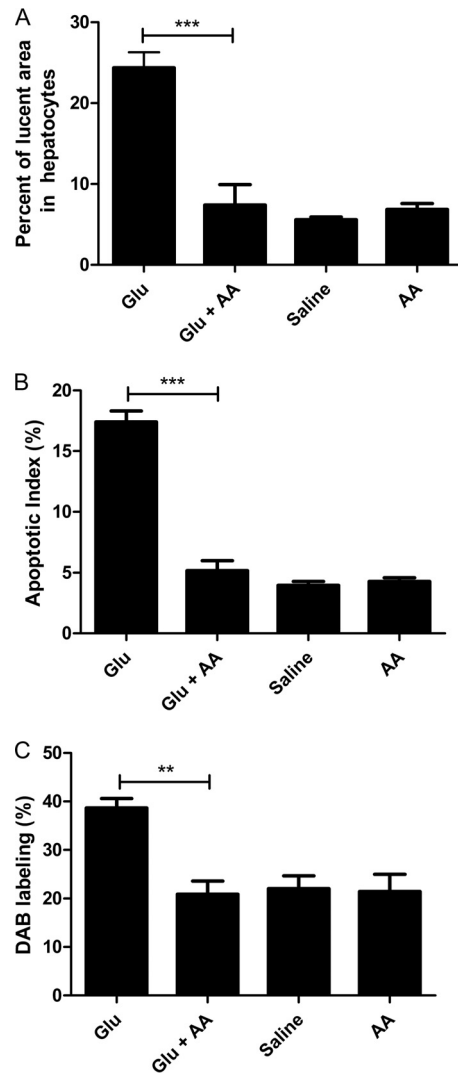 A
Percent of lucent area
in hepatocytes
30
20
10
0
***
Glu
Glu + AA
Saline
AA
B
Apoptotic Index (%)
20
15
10
5
0
***
Glu
Glu + AA
Saline
AA
C
DAB labeling (%)
50
40
30
20
10
0
**
Glu
Glu + AA
Saline
AA